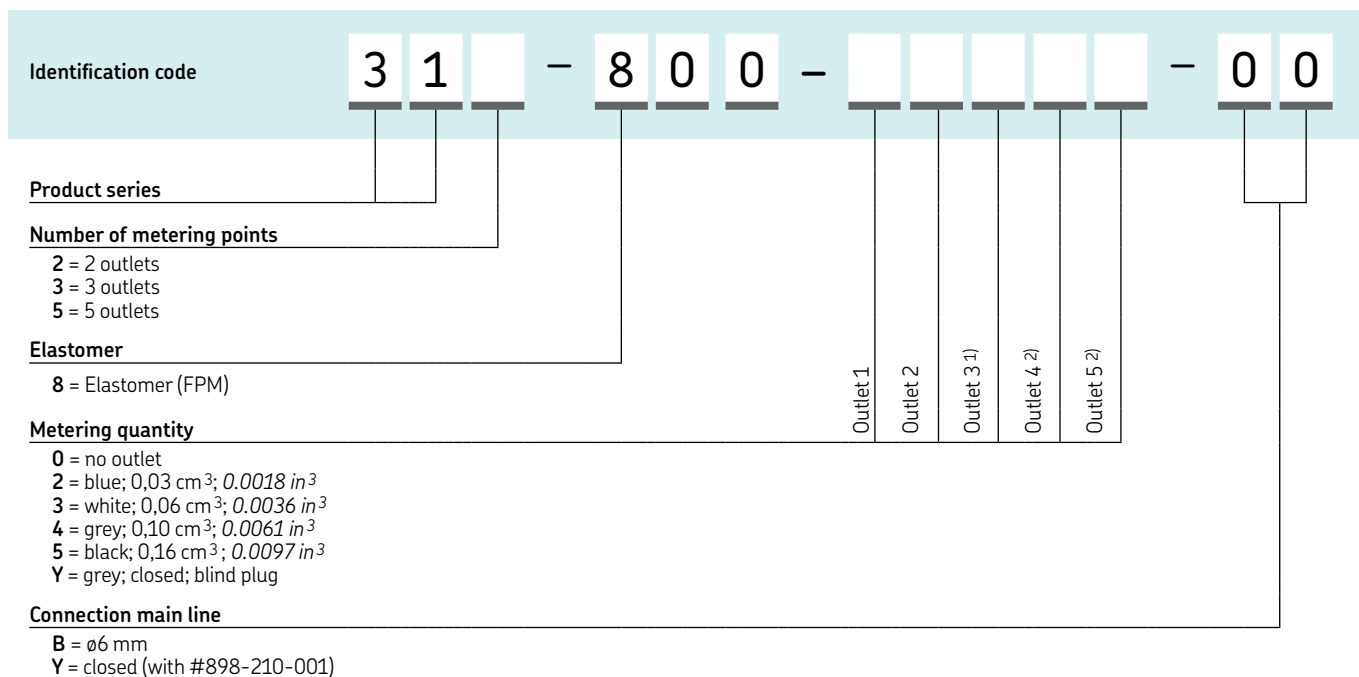 Identification code 3 1 – 8 0 0 – – 0 0
Product series
Number of metering points
2 = 2 outlets
3 = 3 outlets
5 = 5 outlets
Elastomer
8 = Elastomer (FPM)
Outlet 1
Outlet 2
Outlet 3 1)
Outlet 4 2)
Outlet 5 2)
Metering quantity
0 = no outlet
2 = blue; 0,03 cm³; 0.0018 in³
3 = white; 0,06 cm³; 0.0036 in³
4 = grey; 0,10 cm³; 0.0061 in³
5 = black; 0,16 cm³ ; 0.0097 in³
Y = grey; closed; blind plug
Connection main line
B = ø6 mm
Y = closed (with #898-210-001)